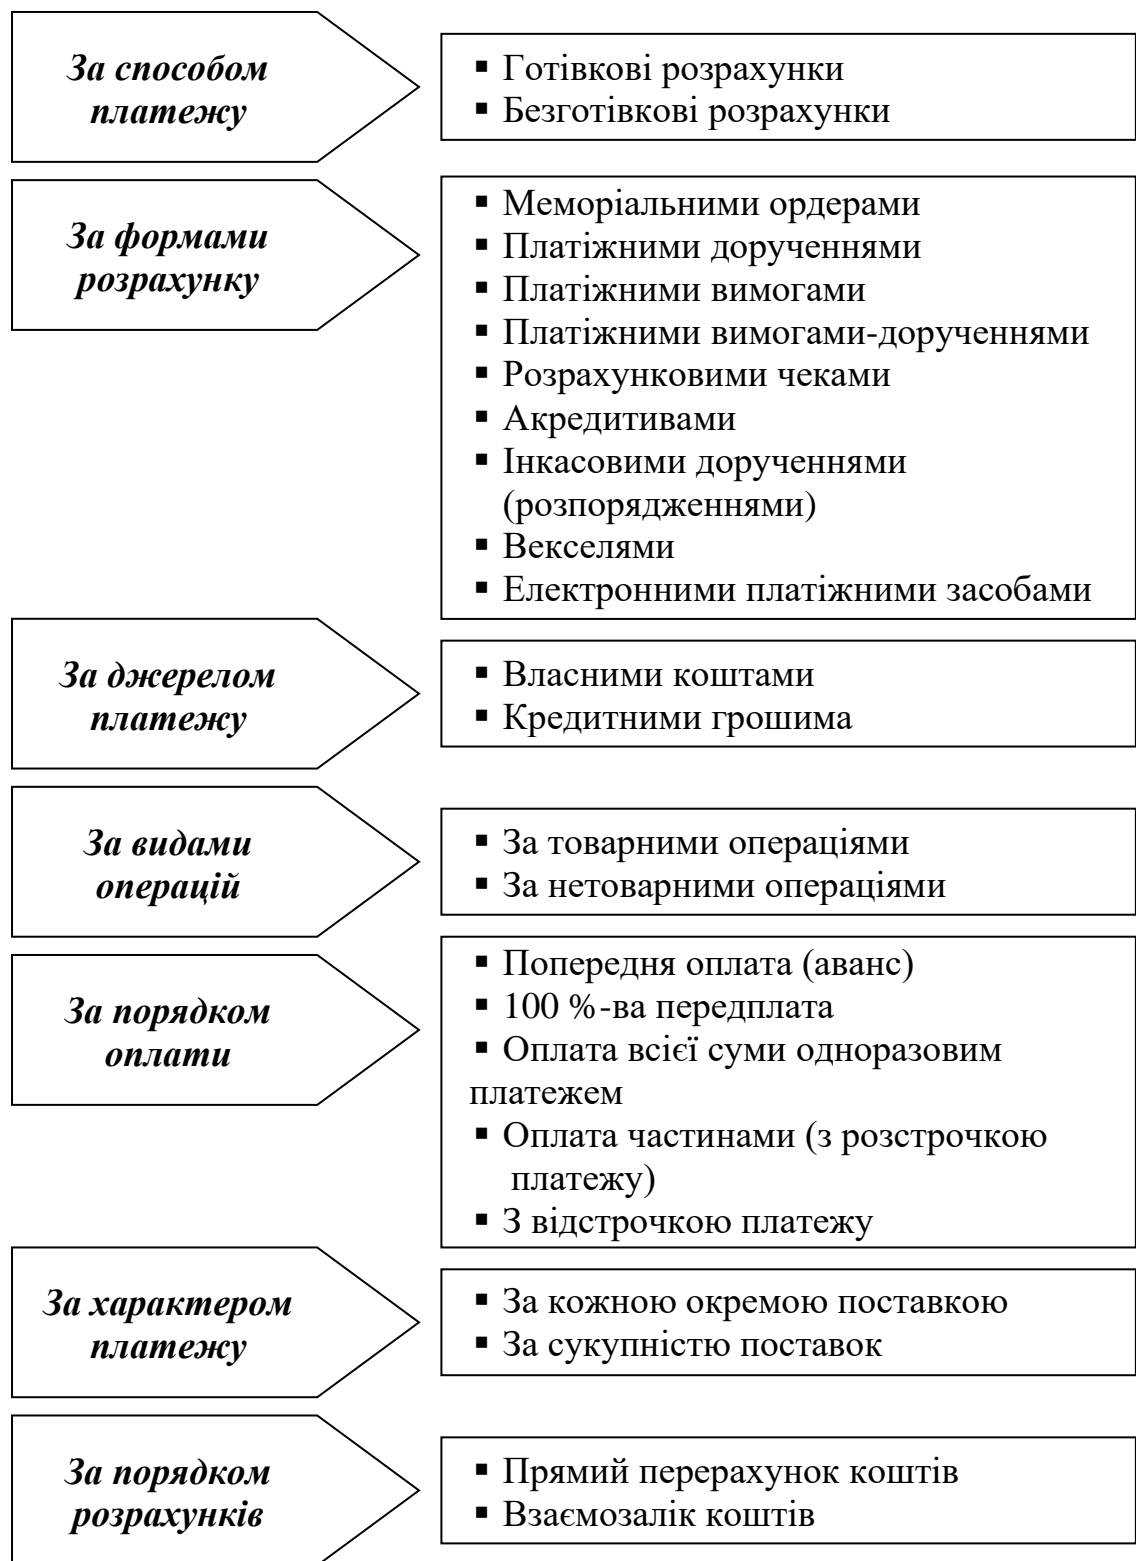 За способом
платежу
▪ Готівкові розрахунки
▪ Безготівкові розрахунки
За формами
розрахунку
▪ Меморіальними ордерами
▪ Платіжними дорученнями
▪ Платіжними вимогами
▪ Платіжними вимогами-дорученнями
▪ Розрахунковими чеками
▪ Акредитивами
▪ Інкасовими дорученнями
(розпорядженнями)
▪ Векселями
▪ Електронними платіжними засобами
За джерелом
платежу
▪ Власними коштами
▪ Кредитними грошима
За видами
операцій
▪ За товарними операціями
▪ За нетоварними операціями
За порядком
оплати
▪ Попередня оплата (аванс)
▪ 100 %-ва передплата
▪ Оплата всієї суми одноразовим
платежем
▪ Оплата частинами (з розстрочкою
платежу)
▪ З відстрочкою платежу
За характером
платежу
▪ За кожною окремою поставкою
▪ За сукупністю поставок
За порядком
розрахунків
▪ Прямий перерахунок коштів
▪ Взаємозалік коштів